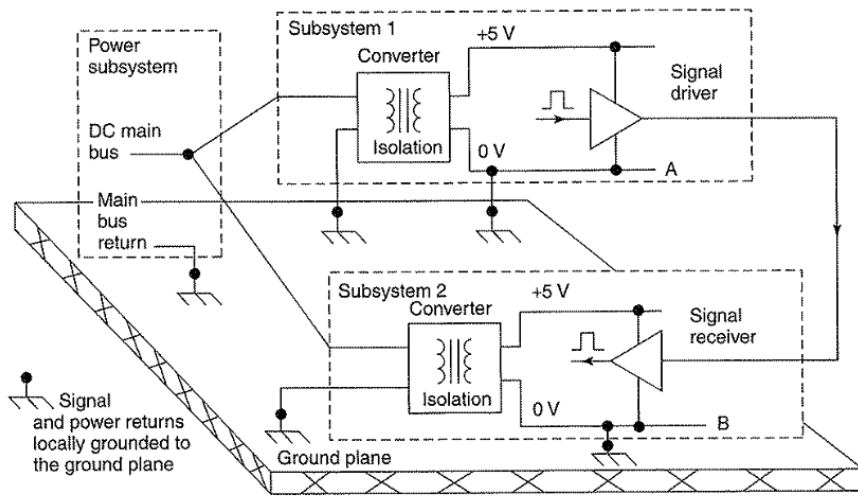 Power
subsystem
DC main
bus
Main
bus
return
Subsystem 1
Converter
Isolation
+5 V
0 V
Signal
driver
A
Subsystem 2
Converter
Isolation
+5 V
0 V
Signal
receiver
B
Signal
and power returns
locally grounded to
the ground plane
Ground plane